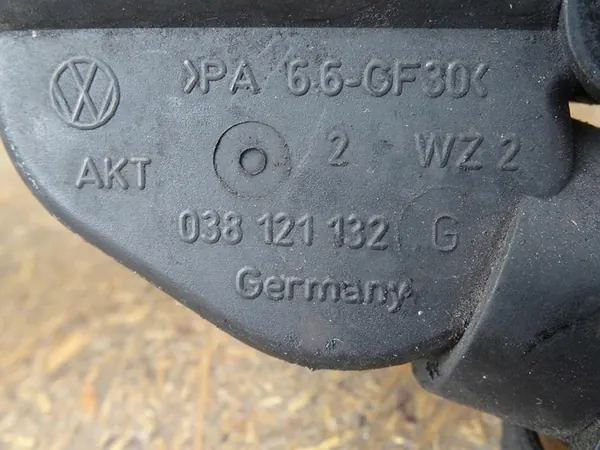 >PA 6.6-GF30<
AKT 2 WZ 2
038 121 132 G
Germany